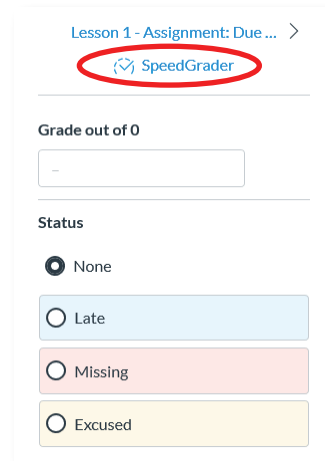 Lesson 1 - Assignment: Due ...
SpeedGrader
Grade out of 0
–
Status
None
Late
Missing
Excused